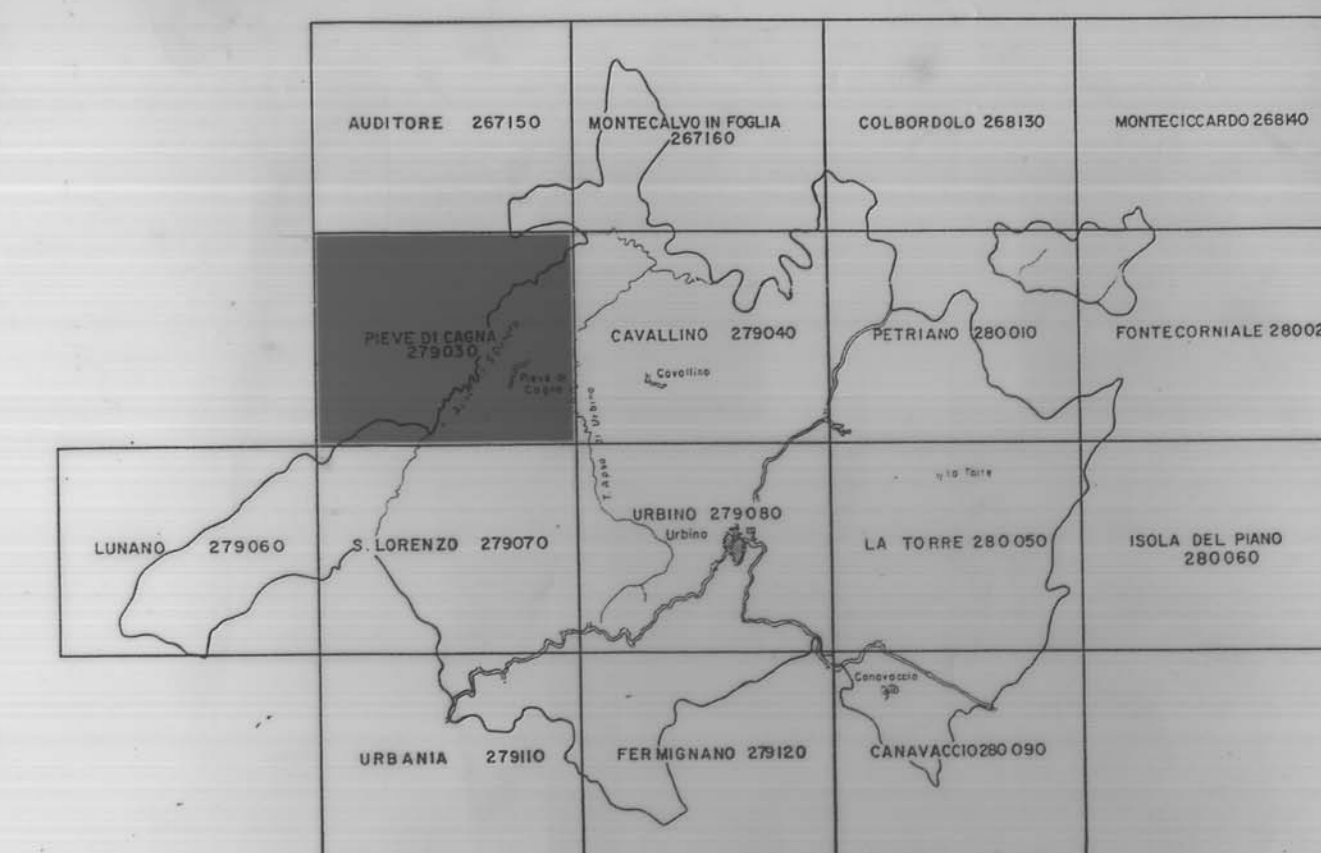 AUDITORE 267150
MONTECALVO IN FOGLIA
267160
COLBORDOLO 268130
MONTECICCARDO 268140
PIEVE DI CAGNA
279030
Pieve di
Cagna
CAVALLINO 279040
Cavallino
PETRIANO 280010
FONTECORNIALE 28002
T. Apsa di Urbino
LUNANO 279060
S. LORENZO 279070
URBINO 279080
Urbino
La Torre
LA TORRE 280050
ISOLA DEL PIANO
280060
URBANIA 279110
FERMIGNANO 279120
Canavaccio
CANAVACCIO 280090